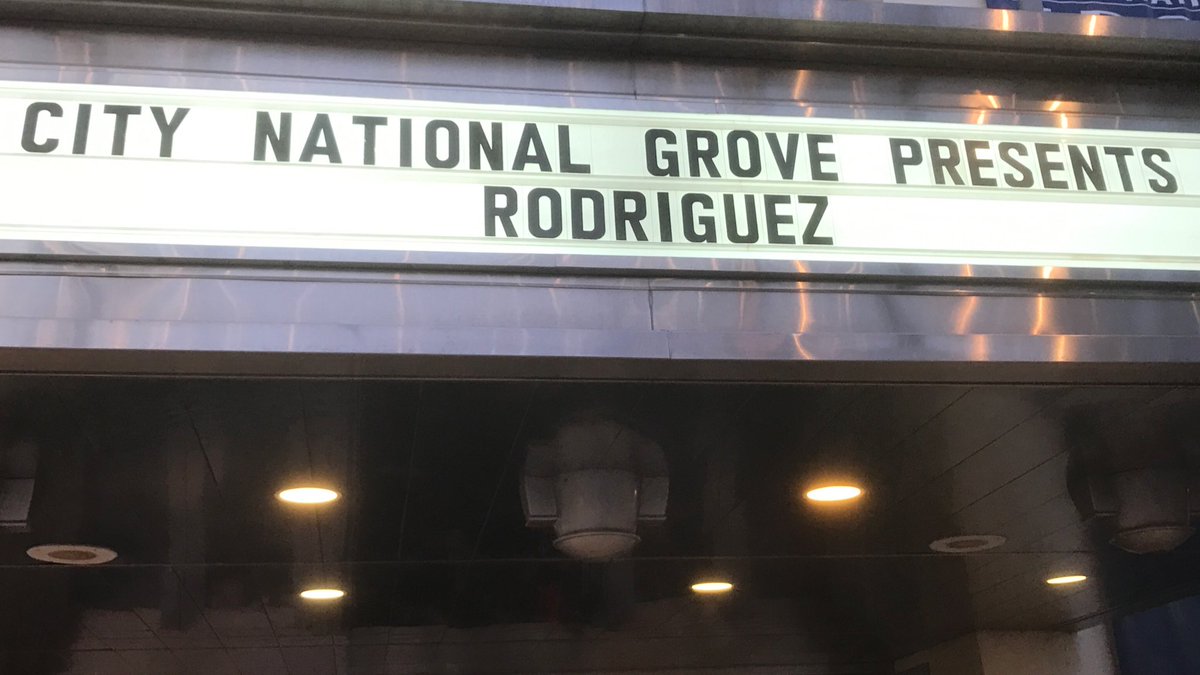 CITY NATIONAL GROVE PRESENTS
RODRIGUEZ